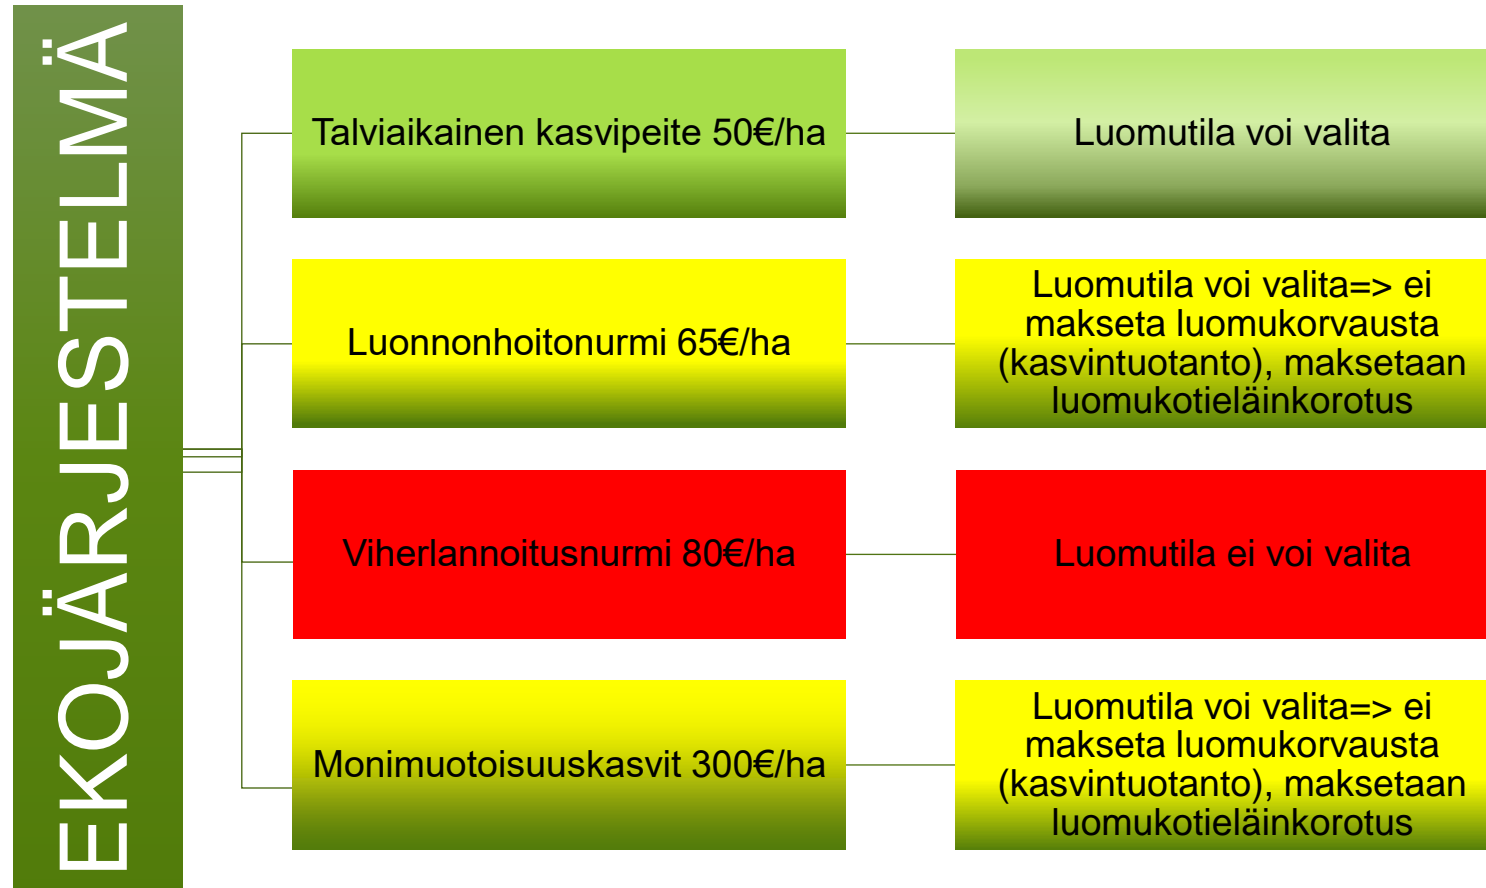 EKOJÄRJESTELMÄ
Talviaikainen kasvipeite 50€/ha
Luomutila voi valita
Luonnonhoitonurmi 65€/ha
Luomutila voi valita=> ei
makseta luomukorvausta
(kasvintuotanto), maksetaan
luomukotieläinkorotus
Viherlannoitusnurmi 80€/ha
Luomutila ei voi valita
Monimuotoisuuskasvit 300€/ha
Luomutila voi valita=> ei
makseta luomukorvausta
(kasvintuotanto), maksetaan
luomukotieläinkorotus